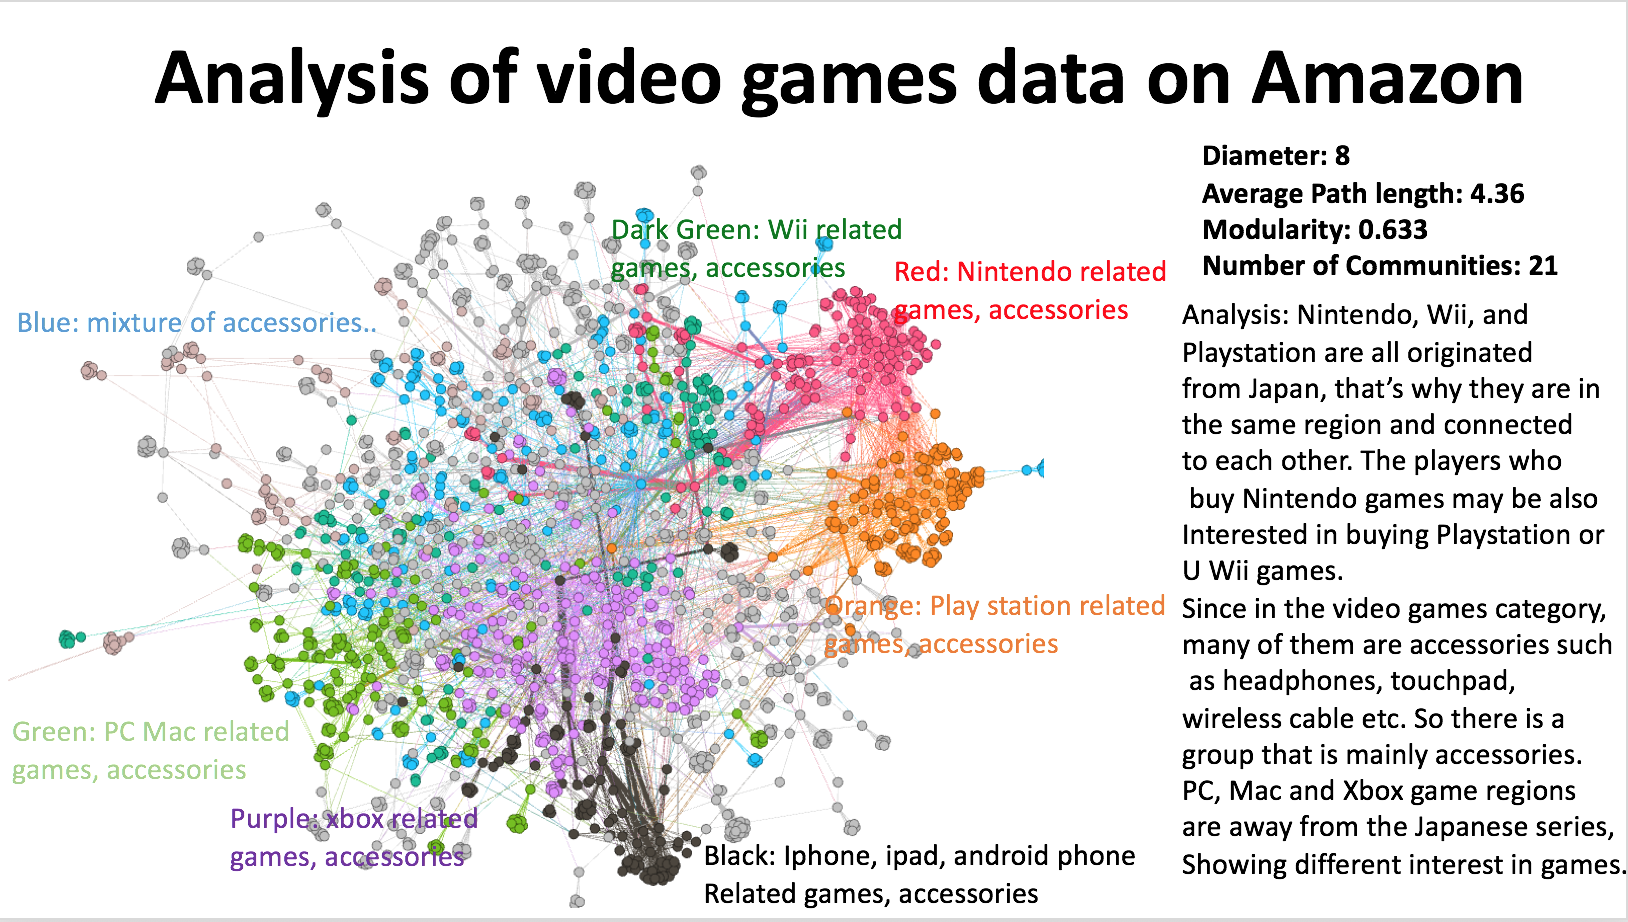 Analysis of video games data on Amazon
Diameter: 8
Average Path length: 4.36
Modularity: 0.633
Number of Communities: 21
Dark Green: Wii related
games, accessories
Red: Nintendo related
games, accessories
Blue: mixture of accessories..
Orange: Play station related
games, accessories
Green: PC Mac related
games, accessories
Purple: xbox related
games, accessories
Black: Iphone, ipad, android phone
Related games, accessories
Analysis: Nintendo, Wii, and
Playstation are all originated
from Japan, that’s why they are in
the same region and connected
to each other. The players who
buy Nintendo games may be also
Interested in buying Playstation or
U Wii games.
Since in the video games category,
many of them are accessories such
as headphones, touchpad,
wireless cable etc. So there is a
group that is mainly accessories.
PC, Mac and Xbox game regions
are away from the Japanese series,
Showing different interest in games.